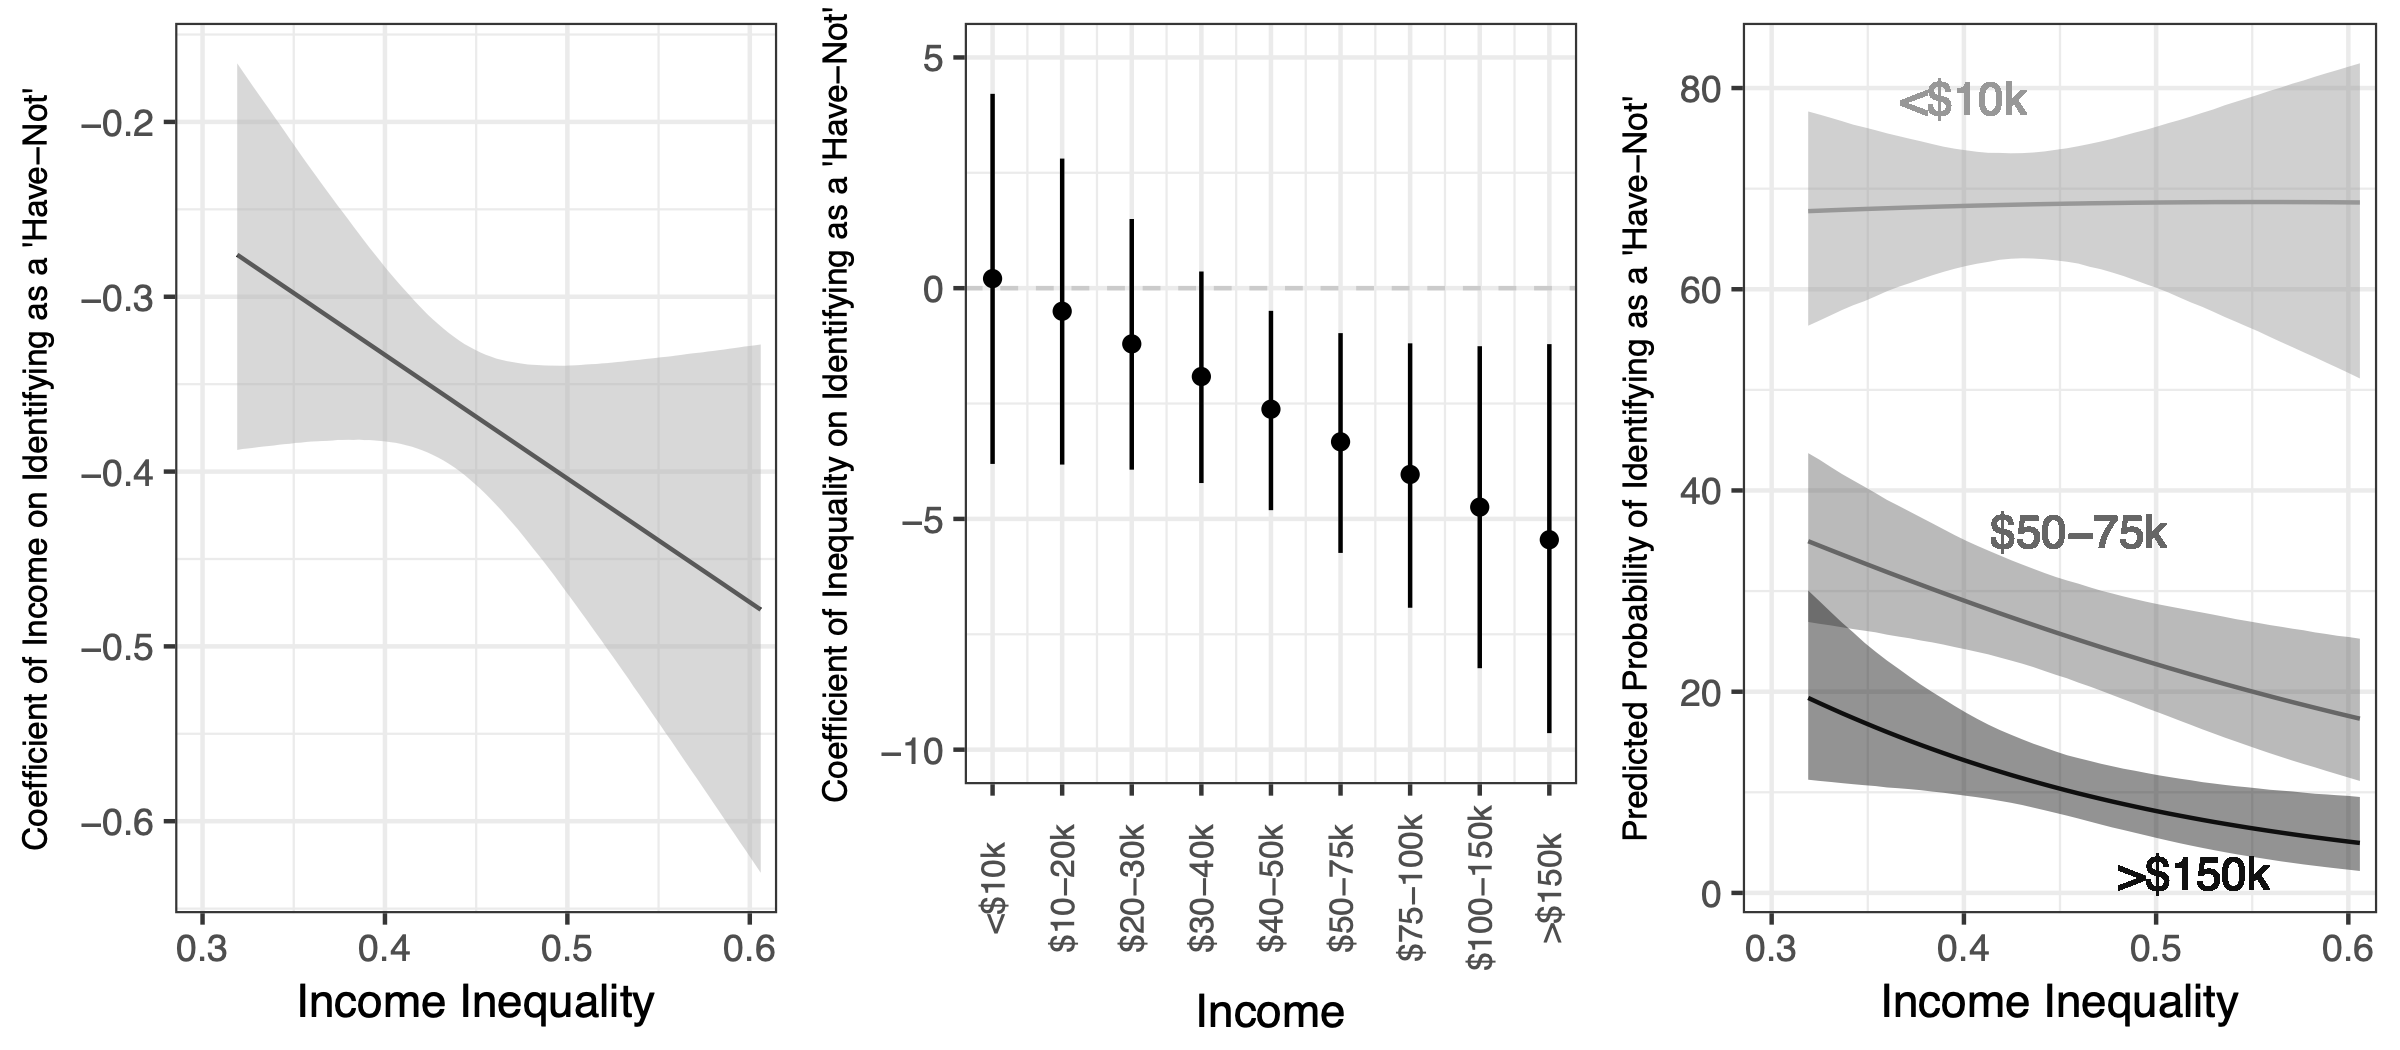 Coefficient of Income on Identifying as a 'Have−Not'
−0.2
−0.3
−0.4
−0.5
−0.6
0.3 0.4 0.5 0.6
Income Inequality
Coefficient of Inequality on Identifying as a 'Have−Not'
5
0
−5
−10
<$10k
$10−20k
$20−30k
$30−40k
$40−50k
$50−75k
$75−100k
$100−150k
>$150k
Income
Predicted Probability of Identifying as a 'Have−Not'
80
60
40
20
0
<$10k
$50−75k
>$150k
0.3 0.4 0.5 0.6
Income Inequality